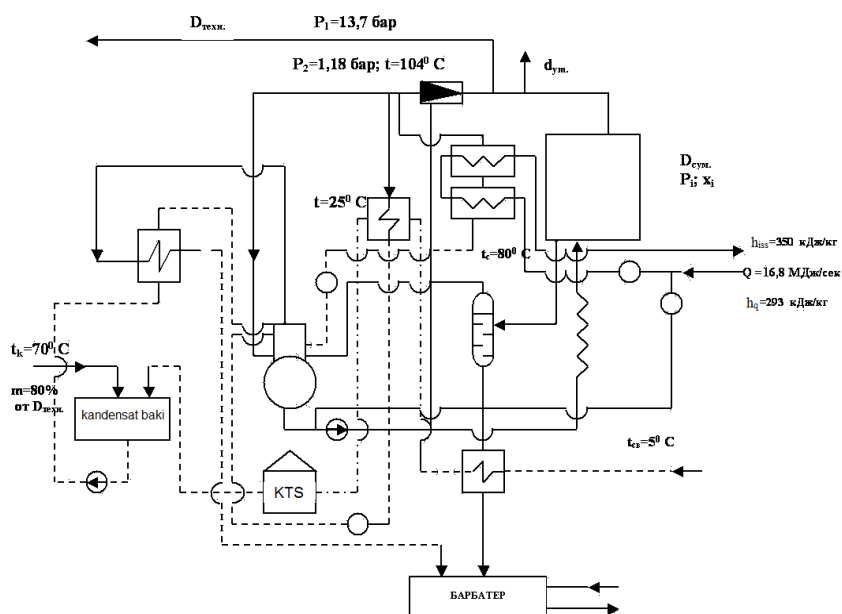 Dтехн. P₁=13,7 бар
P₂=1,18 бар; t=104⁰ C
dут.
Dсум.
Pᵢ; xᵢ
t=25⁰ C
tс=80⁰ C
hiss=350 кДж/кг
Q =16,8 МДж/сек
hq=293 кДж/кг
tk=70⁰ C
m=80%
от Dтехн.
kandensat baki
tсв=5⁰ C
KTS
БАРБАТЕР